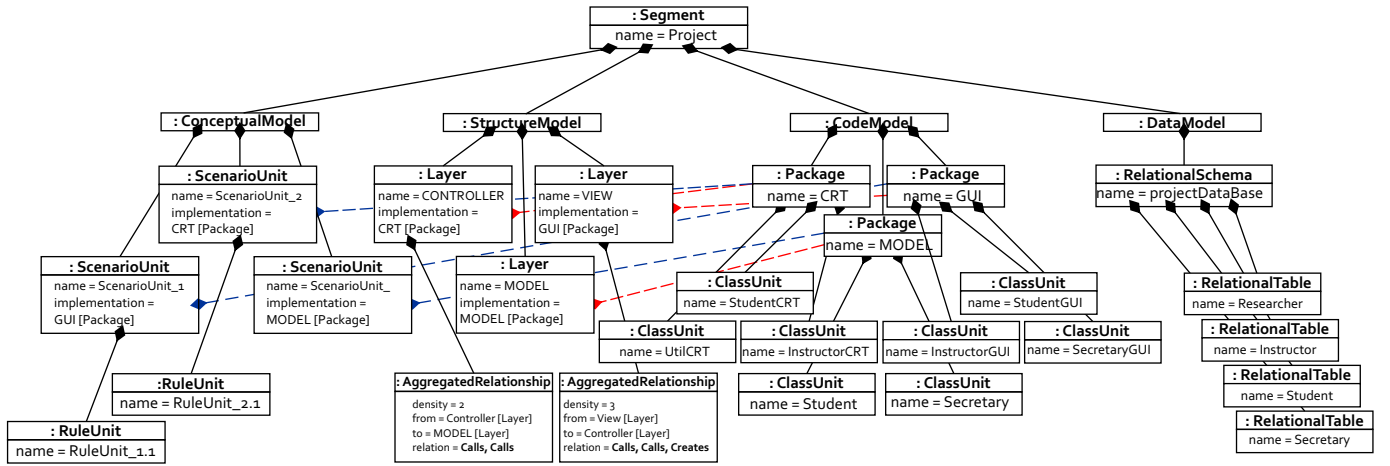 : Segment
name = Project
: ConceptualModel
: StructureModel
: CodeModel
: DataModel
: ScenarioUnit
name = ScenarioUnit_2
implementation =
CRT [Package]
: Layer
name = CONTROLLER
implementation =
CRT [Package]
: Layer
name = VIEW
implementation =
GUI [Package]
: Package
name = CRT
: Package
name = GUI
: RelationalSchema
name = projectDataBase
: Package
name = MODEL
: ScenarioUnit
name = ScenarioUnit_1
implementation =
GUI [Package]
: ScenarioUnit
name = ScenarioUnit_
implementation =
MODEL [Package]
: Layer
name = MODEL
implementation =
MODEL [Package]
: ClassUnit
name = StudentCRT
: ClassUnit
name = StudentGUI
: RelationalTable
name = Researcher
: ClassUnit
name = UtilCRT
: ClassUnit
name = InstructorCRT
: ClassUnit
name = InstructorGUI
: ClassUnit
name = SecretaryGUI
: RelationalTable
name = Instructor
:RuleUnit
name = RuleUnit_2.1
: AggregatedRelationship
density = 2
from = Controller [Layer]
to = MODEL [Layer]
relation = Calls, Calls
: AggregatedRelationship
density = 3
from = View [Layer]
to = Controller [Layer]
relation = Calls, Calls, Creates
: ClassUnit
name = Student
: ClassUnit
name = Secretary
: RelationalTable
name = Student
: RuleUnit
name = RuleUnit_1.1
: RelationalTable
name = Secretary